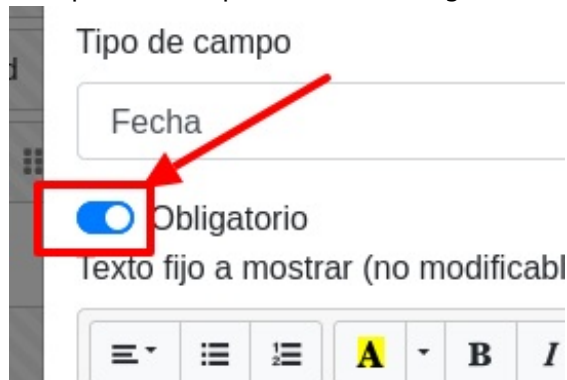 Tipo de campo
Fecha
Obligatorio
Texto fijo a mostrar (no modificabl
A B I